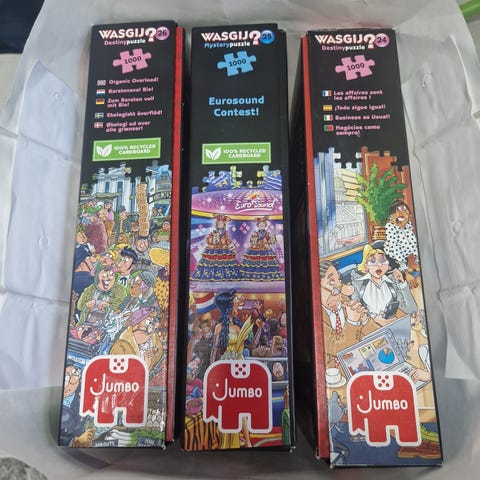 WASGIJ? 26
Destinypuzzle
1000
Organic Overload!
Barstensvol Bio!
Zum Bersten voll
mit Bio!
Ekologiskt överflöd!
Økologi ud over
alle grænser!
100% RECYCLED
CARDBOARD
JUMBO
WASGIJ? 25
Mysterypuzzle
1000
Eurosound
Contest!
100% RECYCLED
CARDBOARD
Euro Sound
JUMBO
WASGIJ? 24
Destinypuzzle
1000
Les affaires sont
les affaires !
¡Todo sigue igual!
Business as Usual!
Negócios como
sempre!
JUMBO